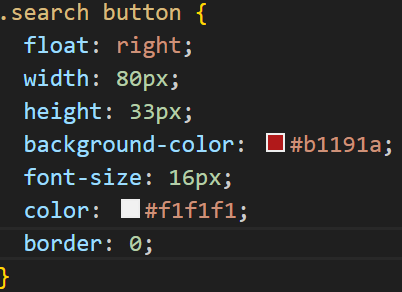 .search button {
float: right;
width: 80px;
height: 33px;
background-color: #b1191a;
font-size: 16px;
color: #f1f1f1;
border: 0;
}